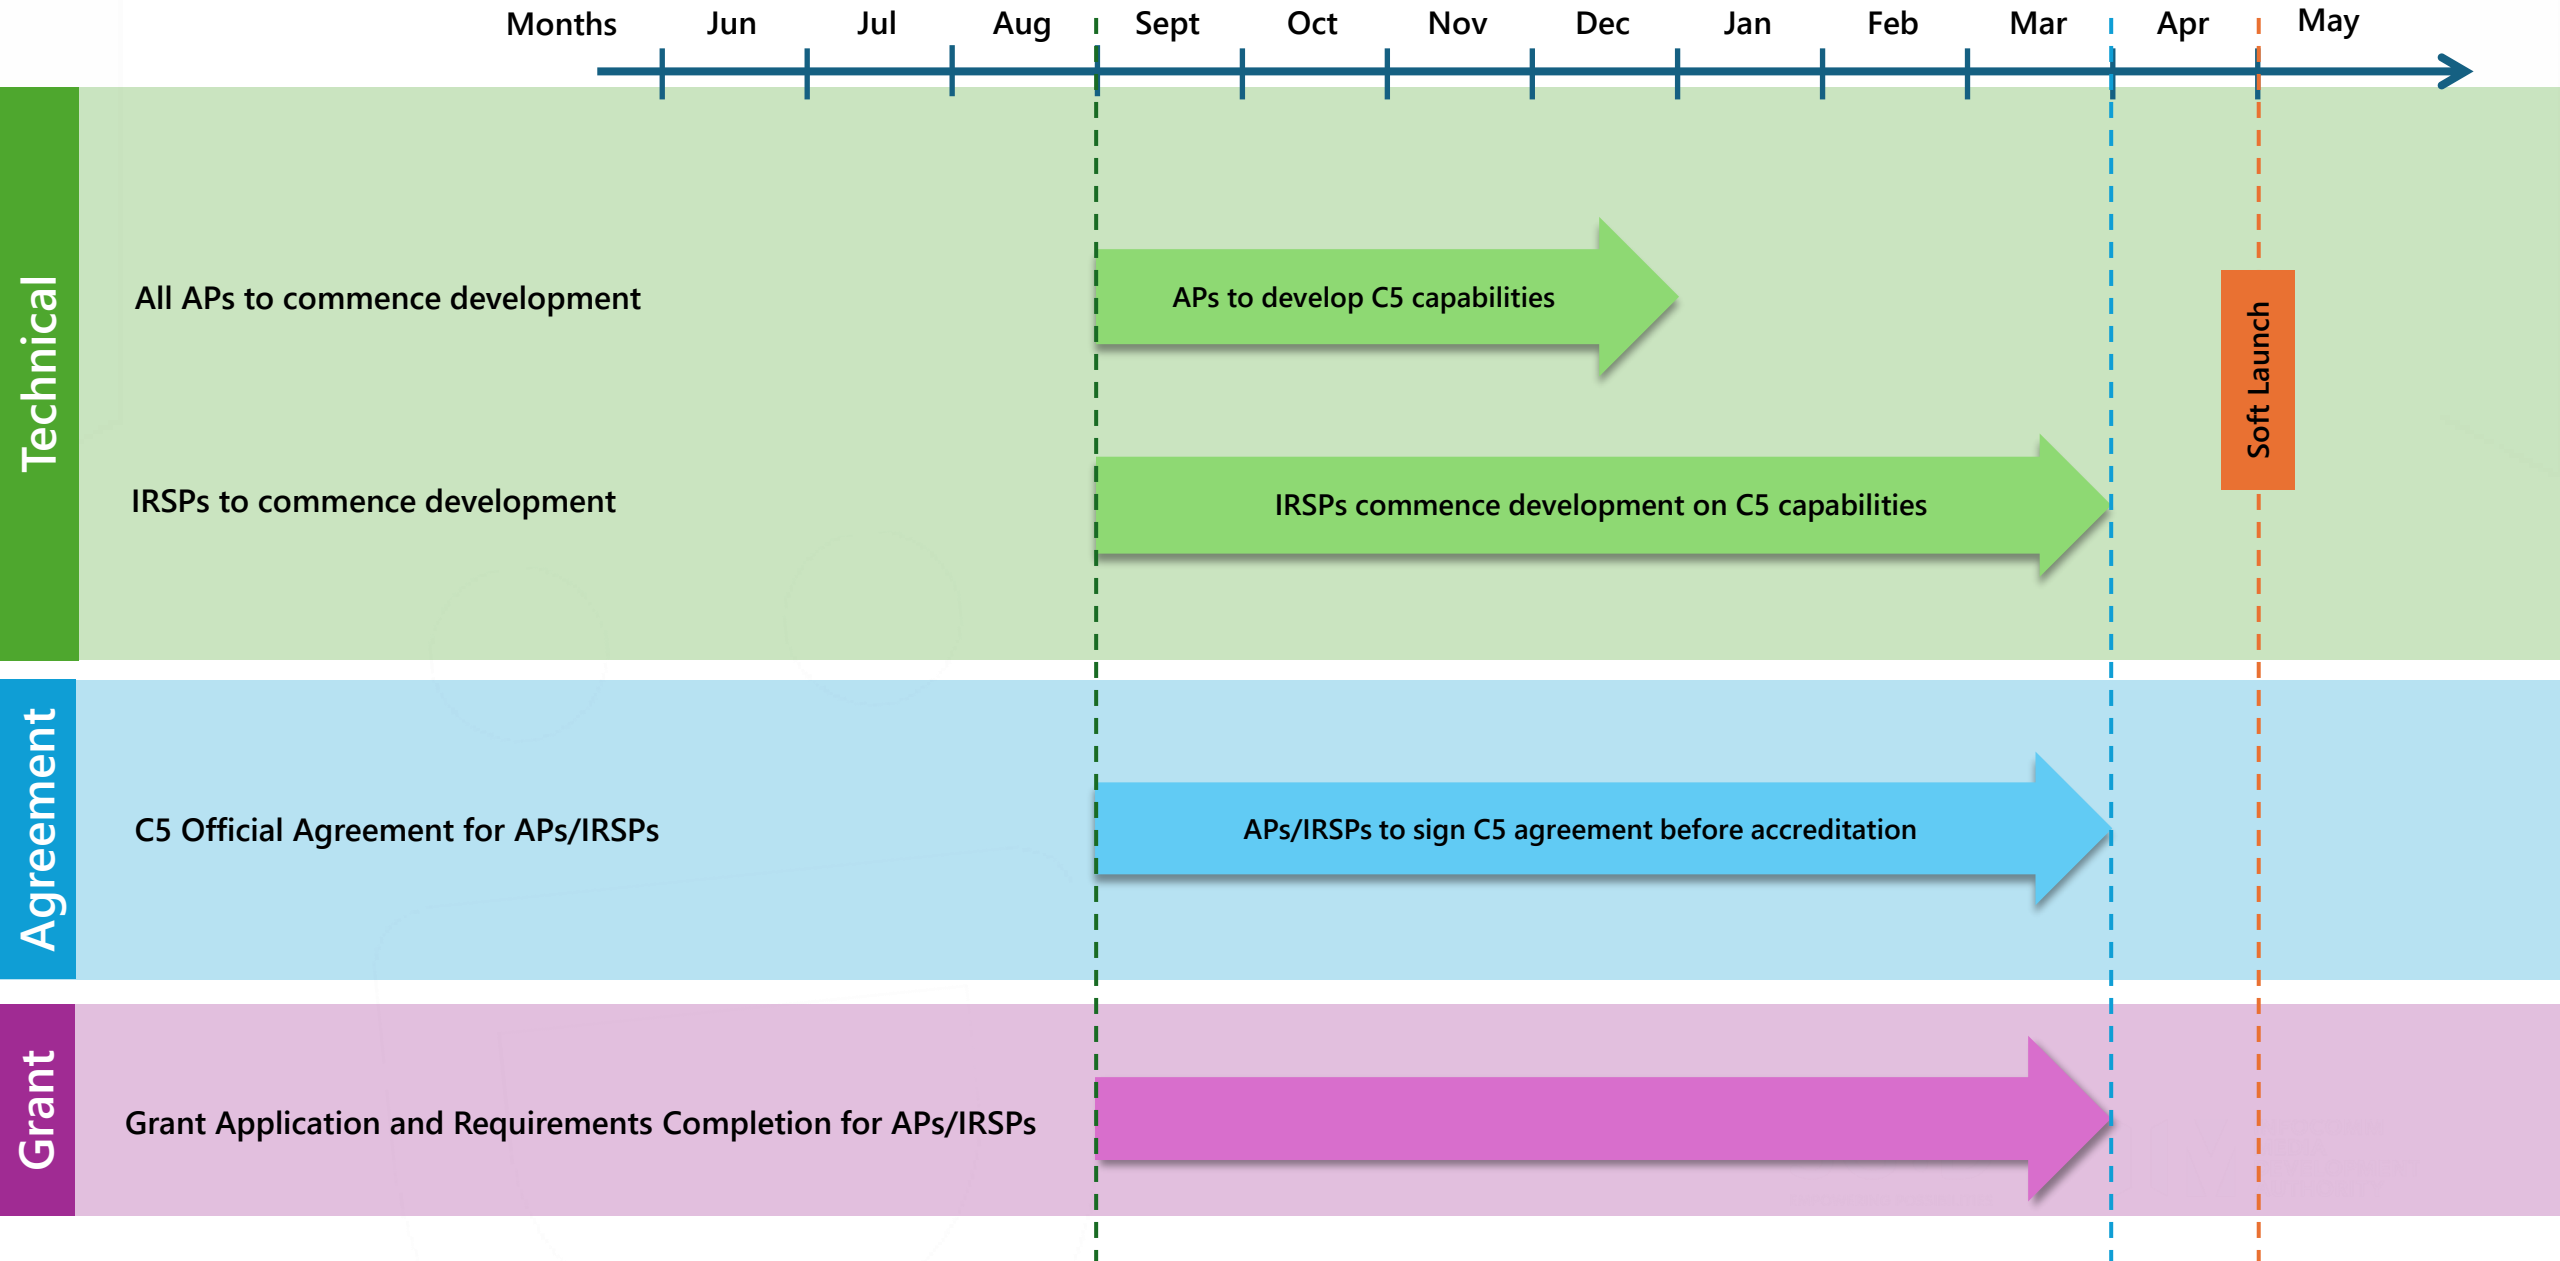 Months Jun Jul Aug Sept Oct Nov Dec Jan Feb Mar Apr May
Technical
All APs to commence development
APs to develop C5 capabilities
Soft Launch
IRSPs to commence development
IRSPs commence development on C5 capabilities
Agreement
C5 Official Agreement for APs/IRSPs
APs/IRSPs to sign C5 agreement before accreditation
Grant
Grant Application and Requirements Completion for APs/IRSPs